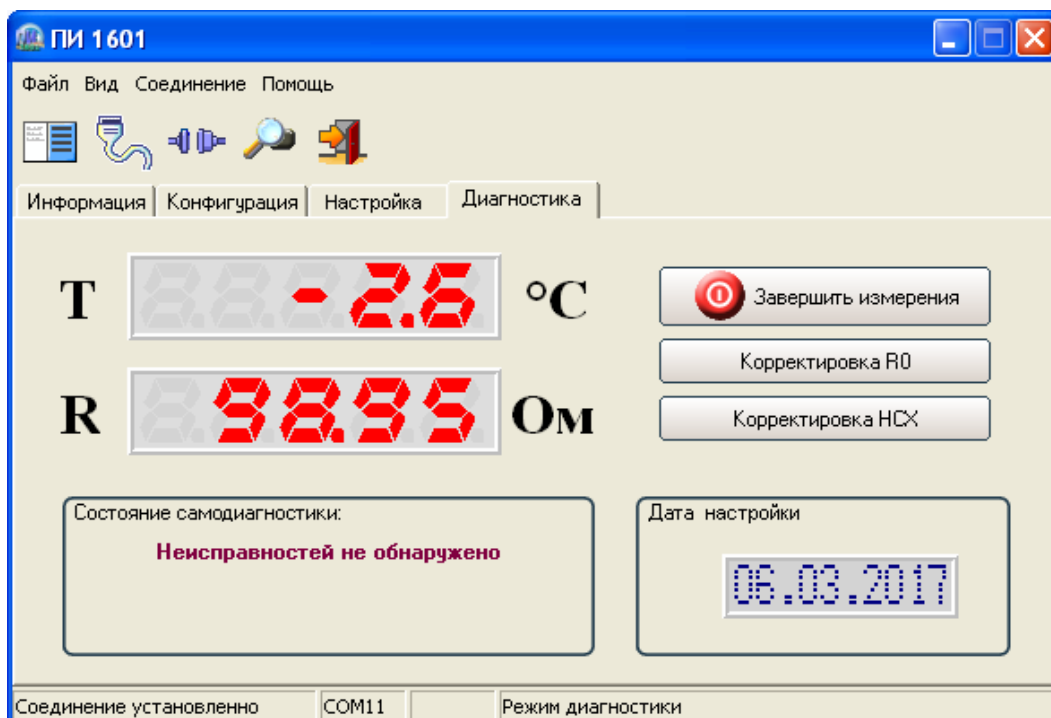 ПИ 1601
Файл Вид Соединение Помощь
Информация Конфигурация Настройка Диагностика
T -2.6 °C
Завершить измерения
Корректировка R0
R 98.95 Ом
Корректировка НСХ
Состояние самодиагностики:
Неисправностей не обнаружено
Дата настройки
06.03.2017
Соединение установленно COM11 Режим диагностики